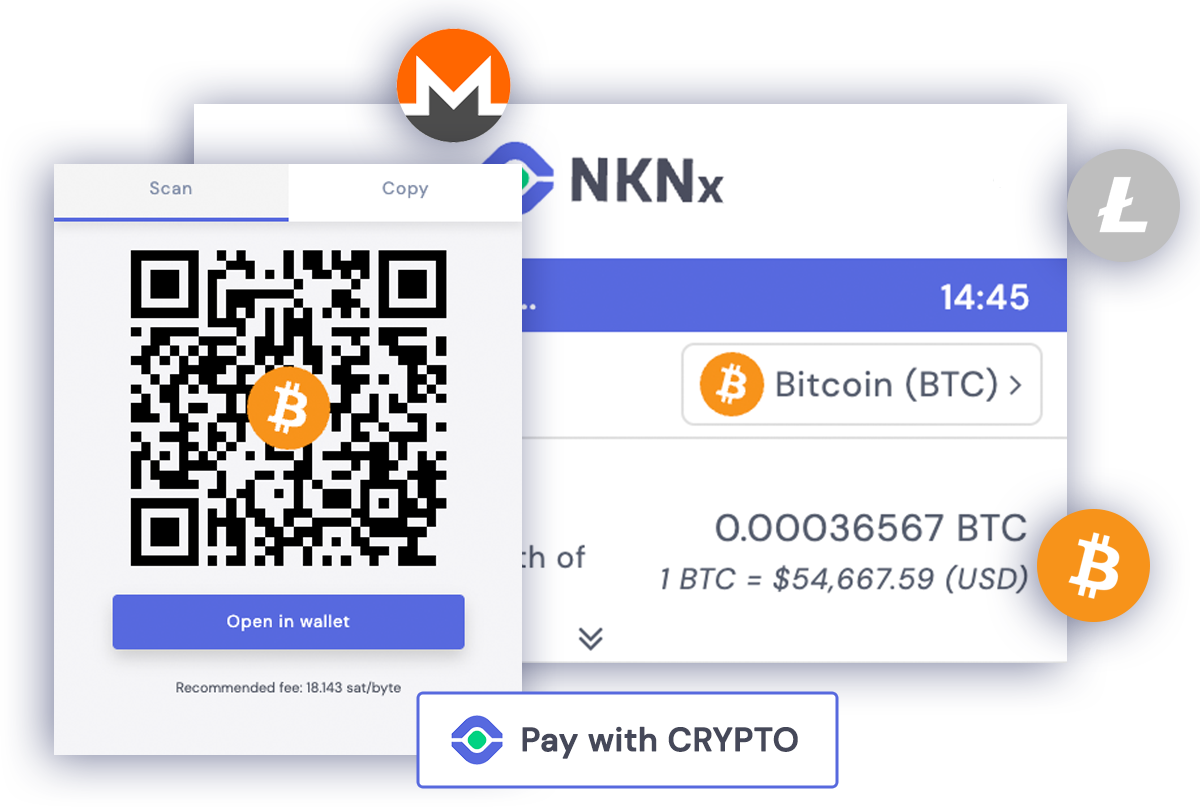 NKNx
Scan
Copy
..
14:45
Bitcoin (BTC)
0.00036567 BTC
th of
1 BTC = $54,667.59 (USD)
Open in wallet
Recommended fee: 18.143 sat/byte
Pay with CRYPTO